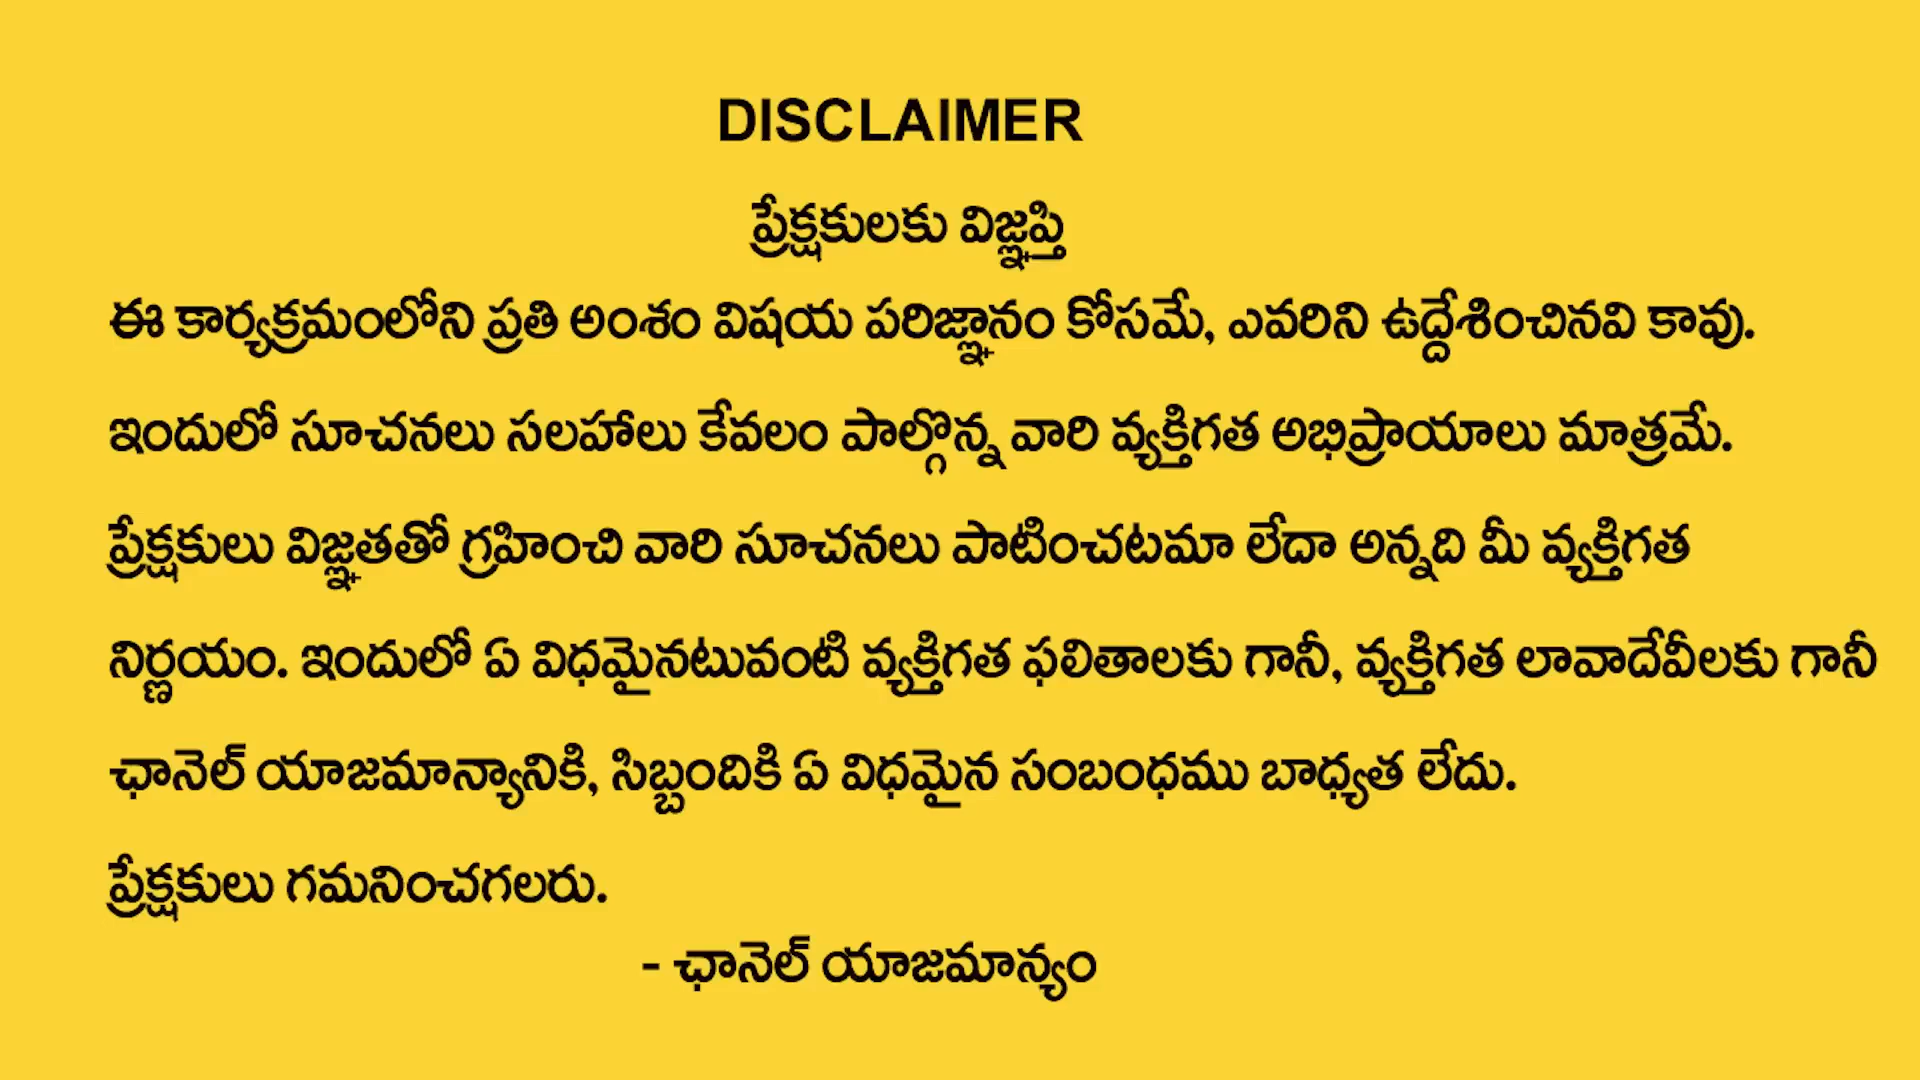 DISCLAIMER
ప్రేక్షకులకు విజ్ఞప్తి
ఈ కార్యక్రమంలోని ప్రతి అంశం విషయ పరిజ్ఞానం కోసమే, ఎవరిని ఉద్దేశించినవి కావు.
ఇందులో సూచనలు సలహాలు కేవలం పాల్గొన్న వారి వ్యక్తిగత అభిప్రాయాలు మాత్రమే.
ప్రేక్షకులు విజ్ఞతతో గ్రహించి వారి సూచనలు పాటించటమా లేదా అన్నది మీ వ్యక్తిగత
నిర్ణయం. ఇందులో ఏ విధమైనటువంటి వ్యక్తిగత ఫలితాలకు గానీ, వ్యక్తిగత లావాదేవీలకు గానీ
ఛానెల్ యాజమాన్యానికి, సిబ్బందికి ఏ విధమైన సంబంధము బాధ్యత లేదు.
ప్రేక్షకులు గమనించగలరు.
- ఛానెల్ యాజమాన్యం